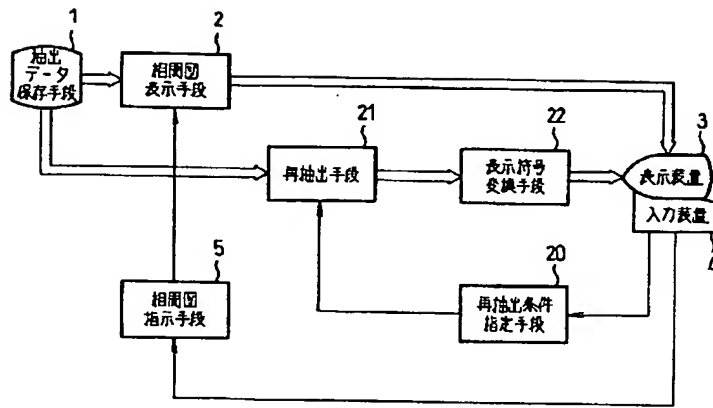 1
抽出
データ
保存手段
2
相関図
表示手段
21
再抽出手段
22
表示符号
変換手段
3
表示装置
入力装置
4
5
相関図
指示手段
20
再抽出条件
指定手段